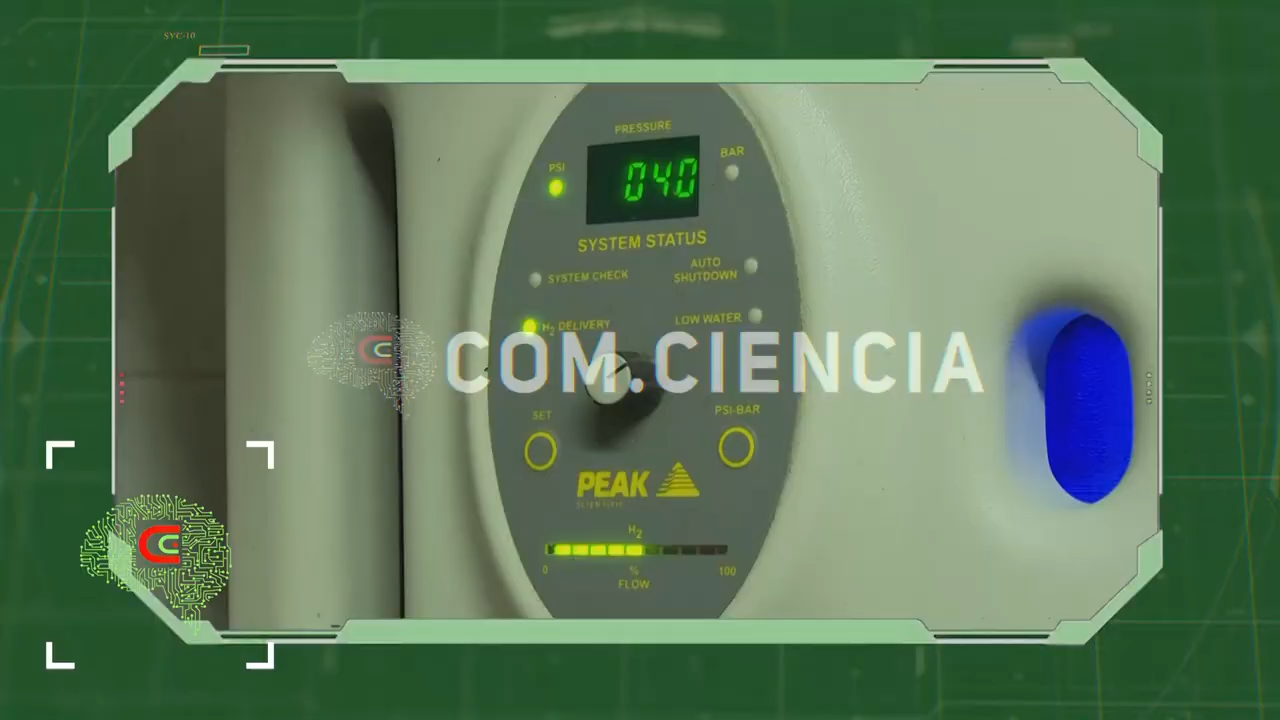 SYC-10
PRESSURE
PSI
040
BAR
SYSTEM STATUS
SYSTEM CHECK
AUTO
SHUTDOWN
H2 DELIVERY
LOW WATER
COM.CIENCIA
SET
PSI-BAR
PEAK
SCIENTIFIC
H2
0
%
100
FLOW